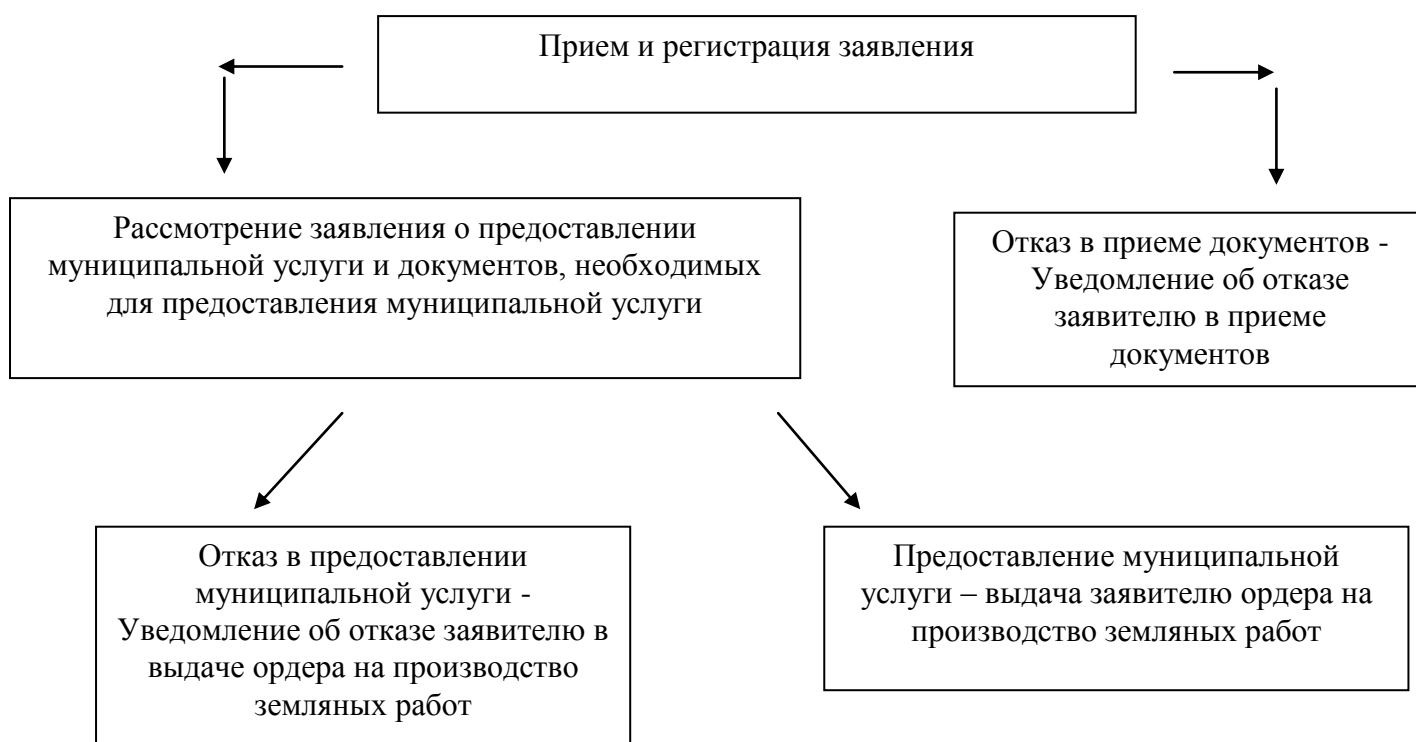 Прием и регистрация заявления
Рассмотрение заявления о предоставлении
муниципальной услуги и документов, необходимых
для предоставления муниципальной услуги
Отказ в приеме документов -
Уведомление об отказе
заявителю в приеме
документов
Отказ в предоставлении
муниципальной услуги -
Уведомление об отказе заявителю в
выдаче ордера на производство
земляных работ
Предоставление муниципальной
услуги – выдача заявителю ордера на
производство земляных работ